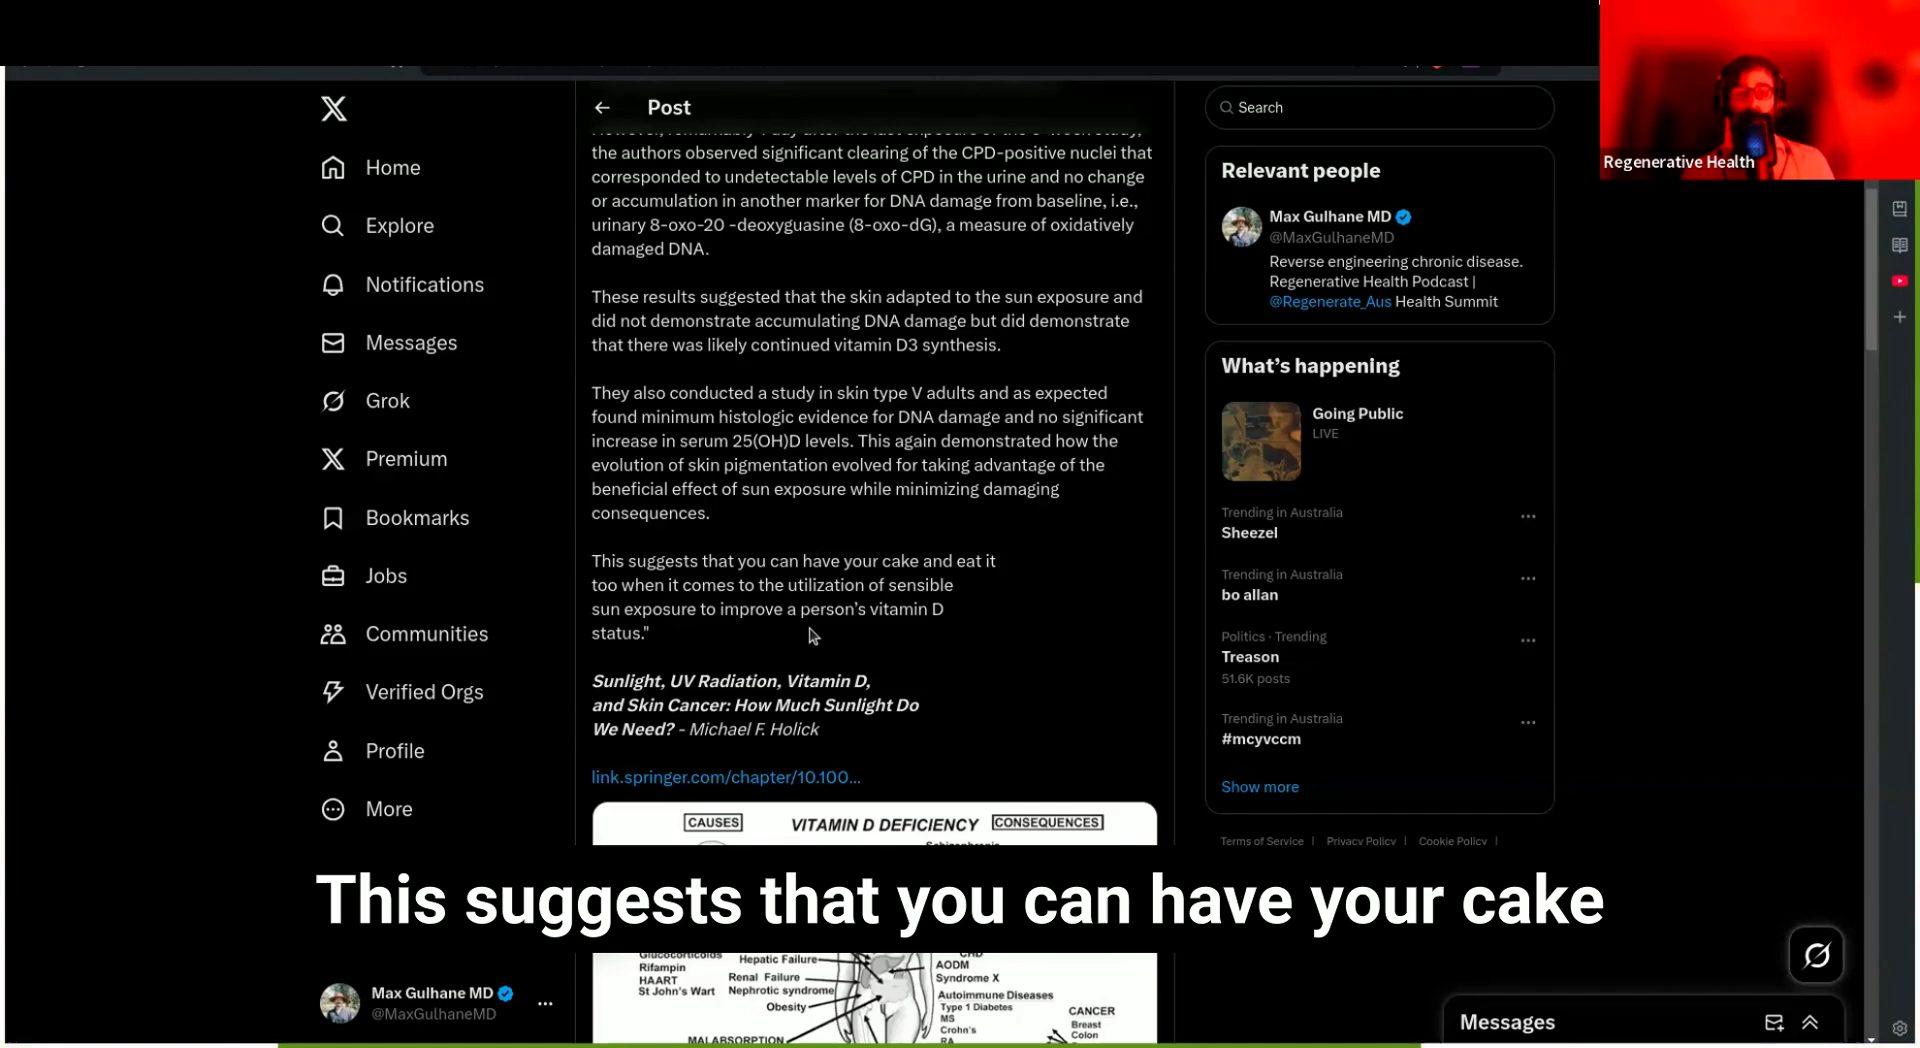 Home
Explore
Notifications
Messages
Grok
Premium
Bookmarks
Jobs
Communities
Verified Orgs
Profile
More
Max Gulhane MD
@MaxGulhaneMD
Post
the authors observed significant clearing of the CPD-positive nuclei that
corresponded to undetectable levels of CPD in the urine and no change
or accumulation in another marker for DNA damage from baseline, i.e.,
urinary 8-oxo-20 -deoxyguasine (8-oxo-dG), a measure of oxidatively
damaged DNA.
These results suggested that the skin adapted to the sun exposure and
did not demonstrate accumulating DNA damage but did demonstrate
that there was likely continued vitamin D3 synthesis.
They also conducted a study in skin type V adults and as expected
found minimum histologic evidence for DNA damage and no significant
increase in serum 25(OH)D levels. This again demonstrated how the
evolution of skin pigmentation evolved for taking advantage of the
beneficial effect of sun exposure while minimizing damaging
consequences.
This suggests that you can have your cake and eat it
too when it comes to the utilization of sensible
sun exposure to improve a person's vitamin D
status."
Sunlight, UV Radiation, Vitamin D,
and Skin Cancer: How Much Sunlight Do
We Need? - Michael F. Holick
link.springer.com/chapter/10.100…
CAUSES
VITAMIN D DEFICIENCY
CONSEQUENCES
This suggests that you can have your cake
Glucocorticoids
Rifampin
HAART
St John's Wart
Hepatic Failure
Renal Failure
Nephrotic syndrome
Obesity
MALABSORPTION
CHD
AODM
Syndrome X
Autoimmune Diseases
Type 1 Diabetes
MS
Crohn's
RA
CANCER
Breast
Colon
Search
Relevant people
Max Gulhane MD
@MaxGulhaneMD
Reverse engineering chronic disease.
Regenerative Health Podcast |
@Regenerate_Aus Health Summit
What's happening
Going Public
LIVE
Trending in Australia
Sheezel
Trending in Australia
bo allan
Politics · Trending
Treason
51.6K posts
Trending in Australia
#mcyvccm
Show more
Terms of Service | Privacy Policy | Cookie Policy |
Messages
Regenerative Health